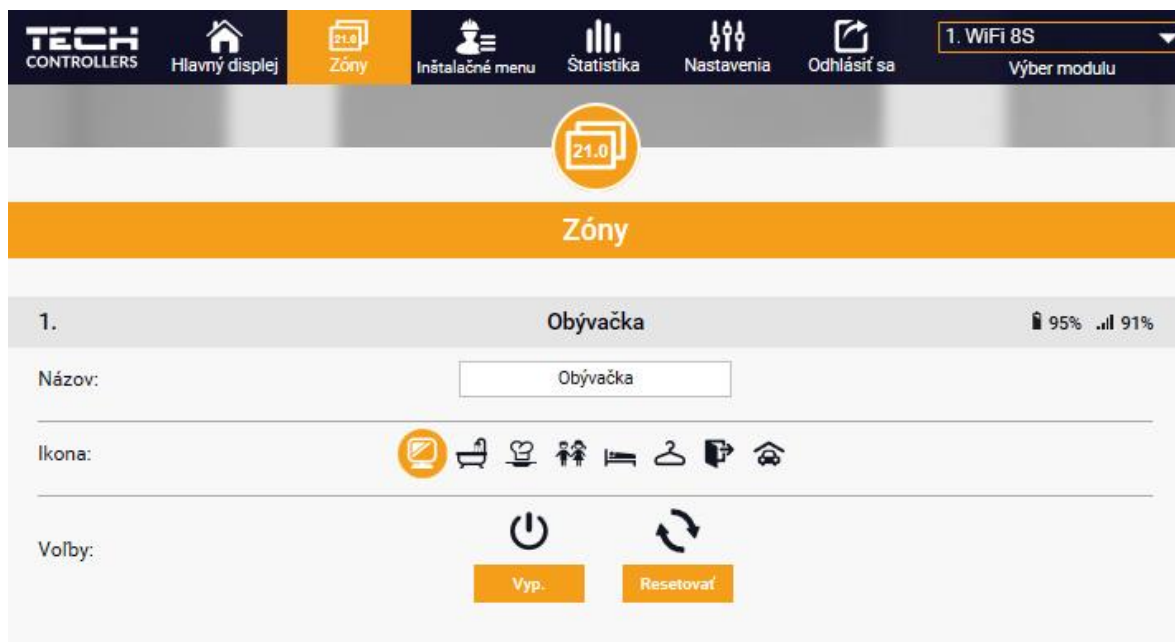 TECH
CONTROLLERS
Hlavný displej
21.0
Zóny
Inštalačné menu
Štatistika
Nastavenia
Odhlásiť sa
1. WiFi 8S
Výber modulu
21.0
Zóny
1. Obývačka 95% 91%
Názov: Obývačka
Ikona:
Voľby:
Vyp. Resetovať